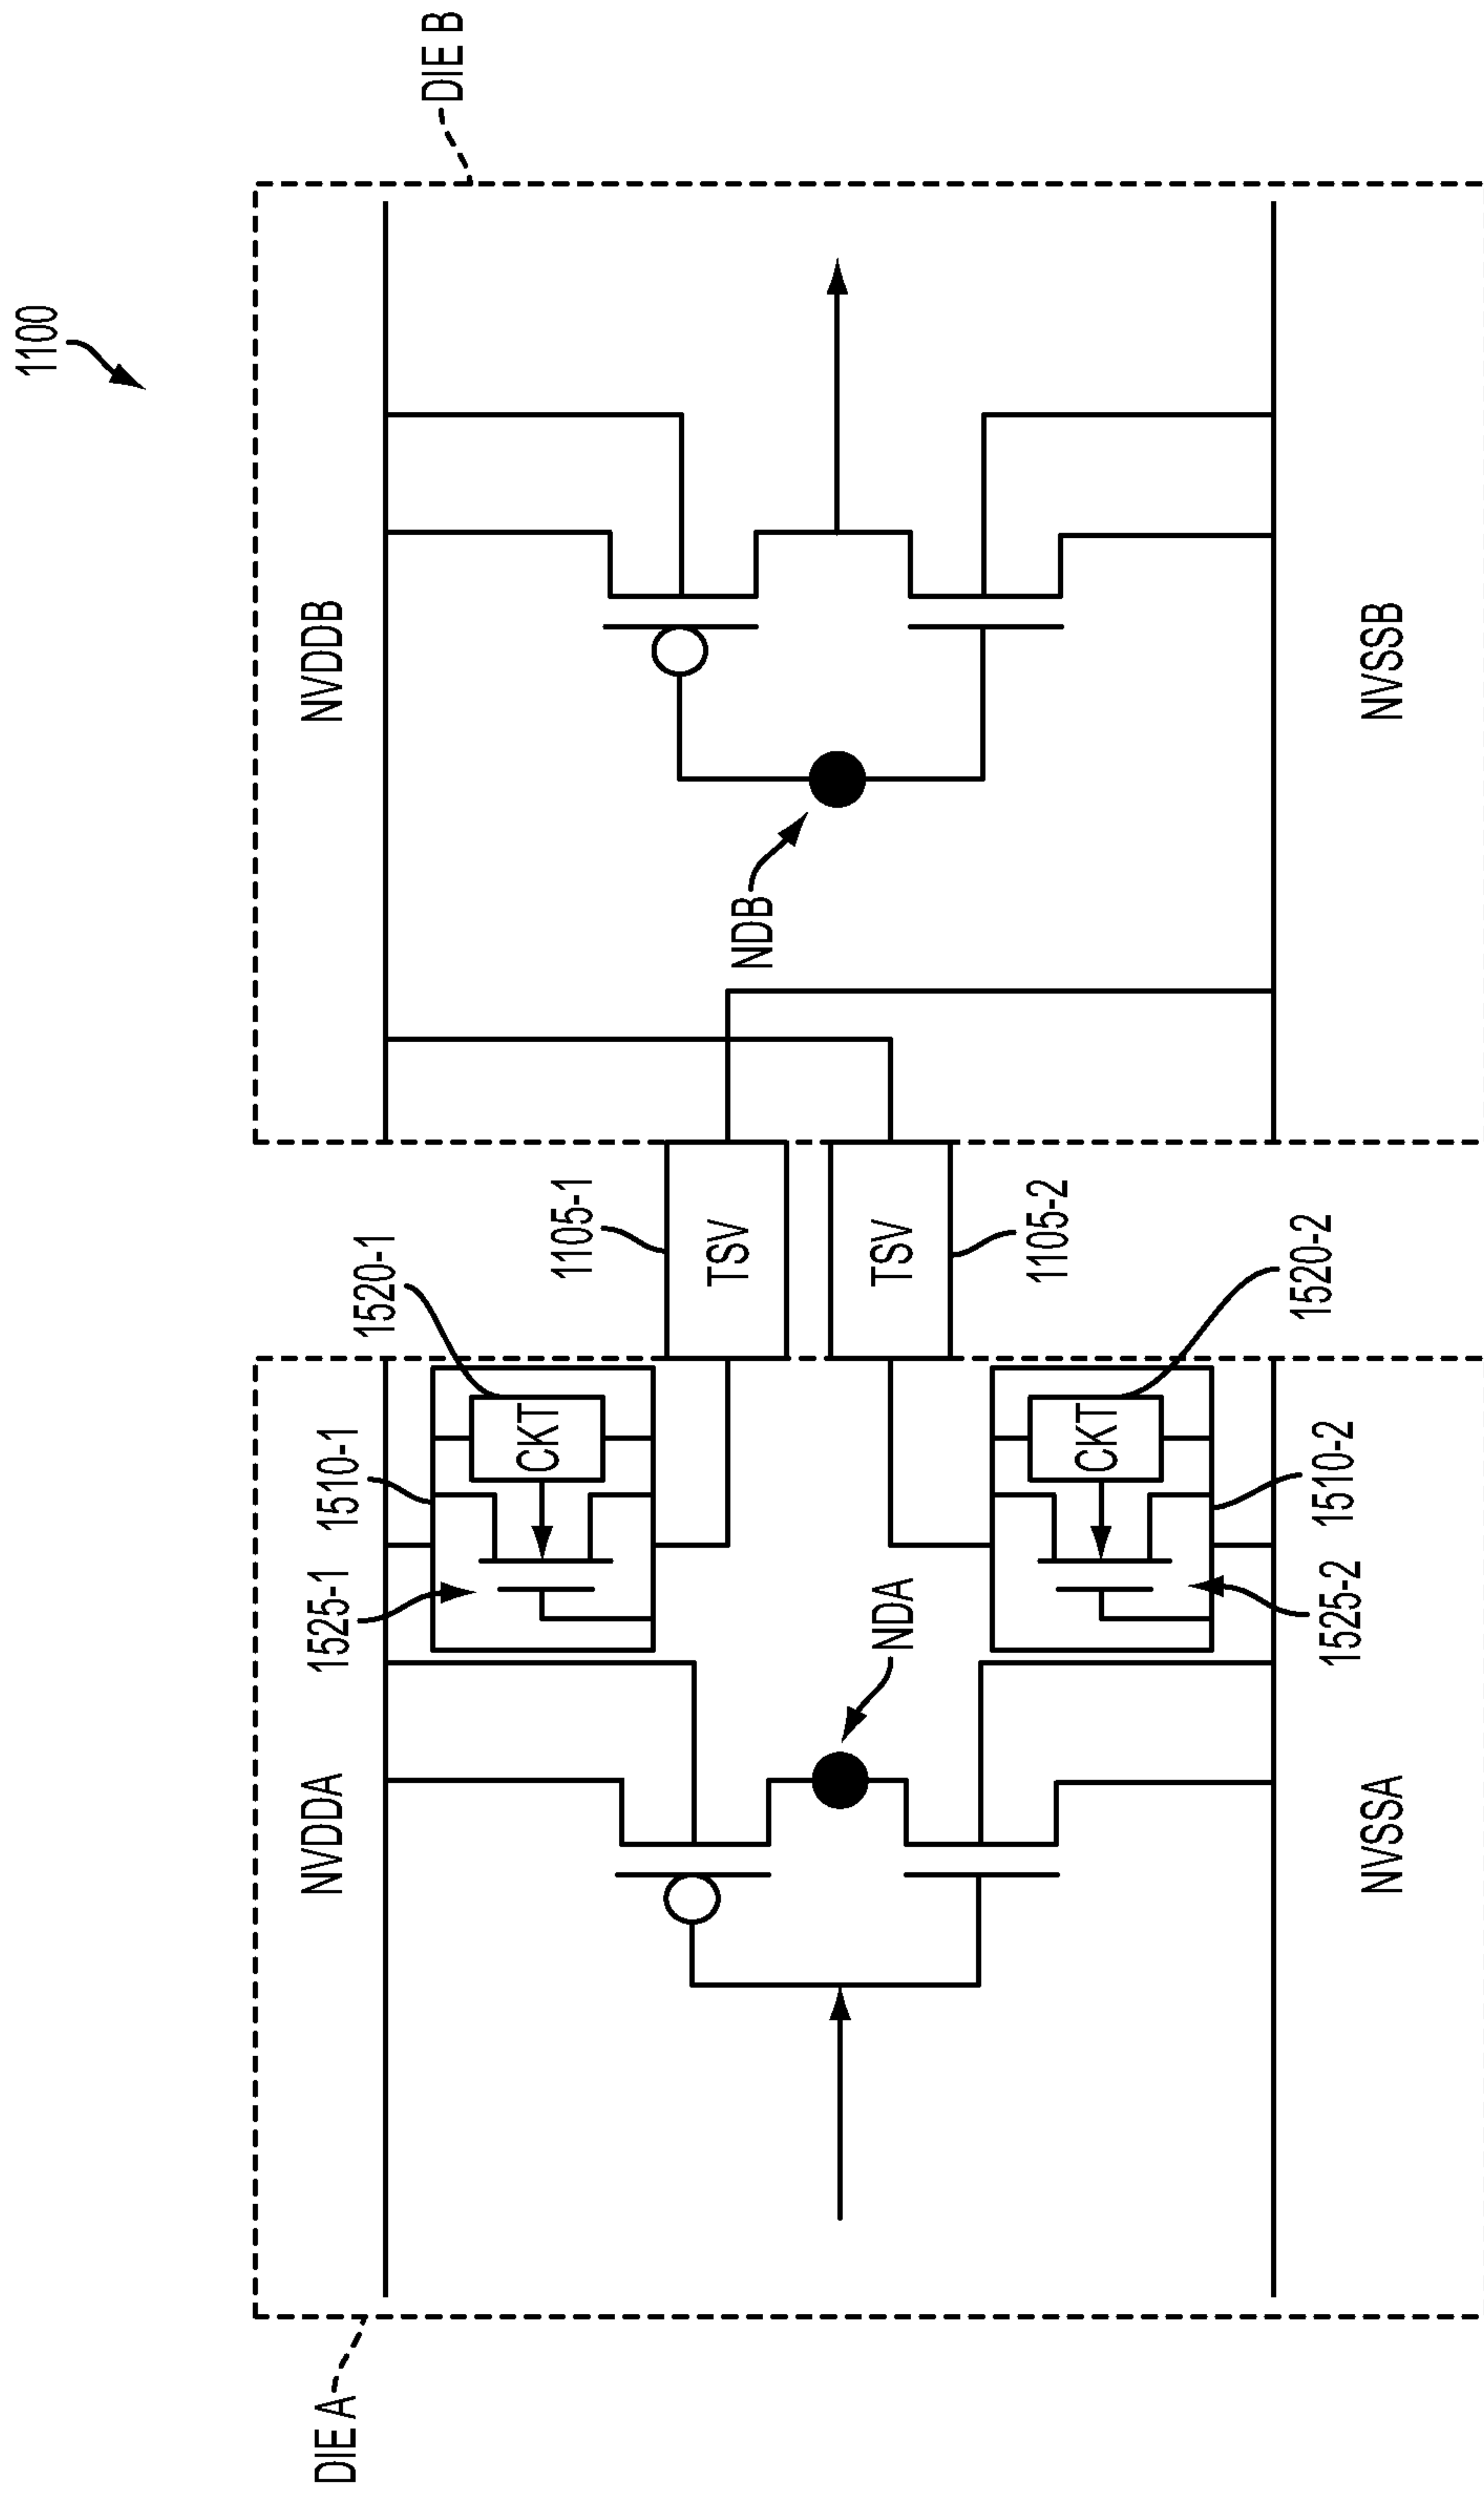 1100
DIE A
DIE B
NVDDA
NVDDB
1525-1
1510-1
1520-1
CKT
1105-1
TSV
NDB
NDA
TSV
1105-2
CKT
1525-2
1510-2
1520-2
NVSSA
NVSSB